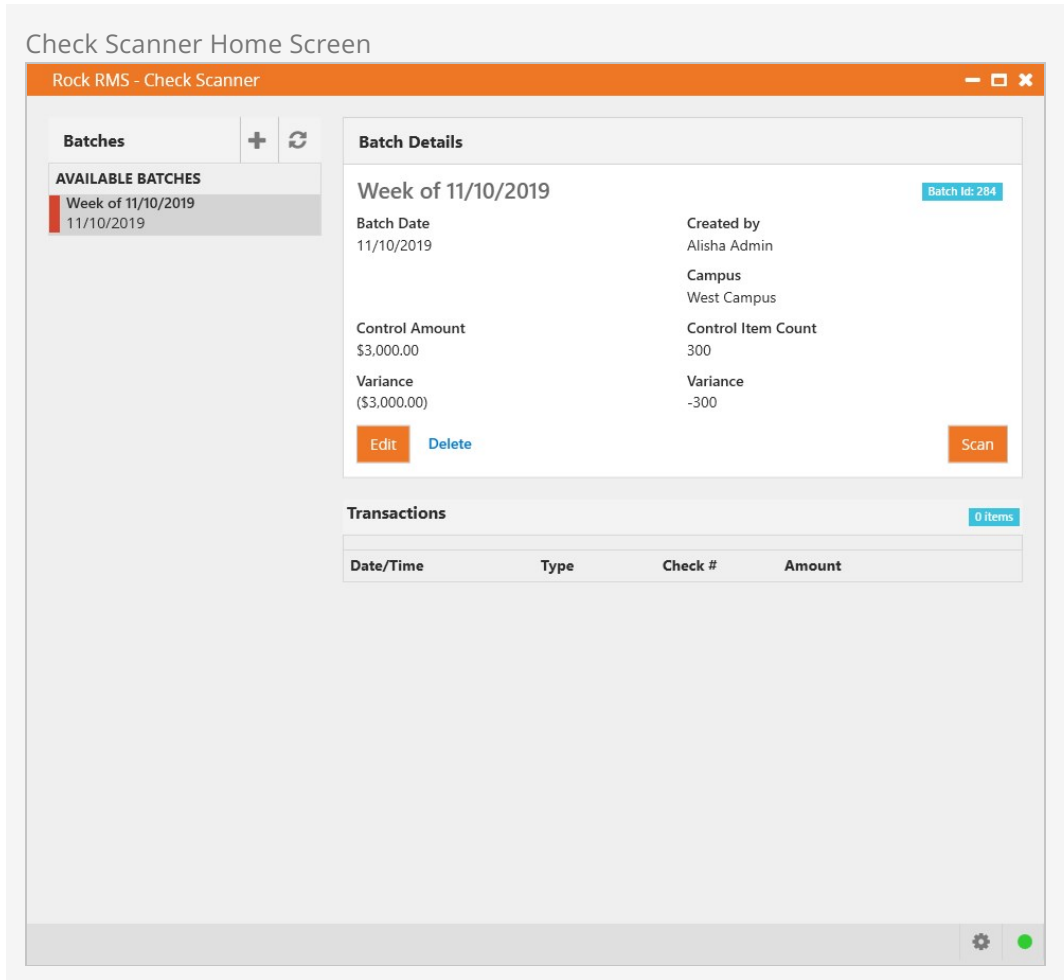 Check Scanner Home Screen
Rock RMS - Check Scanner
Batches
AVAILABLE BATCHES
Week of 11/10/2019
11/10/2019
Batch Details
Week of 11/10/2019
Batch Id: 284
Batch Date
11/10/2019
Created by
Alisha Admin
Campus
West Campus
Control Amount
$3,000.00
Control Item Count
300
Variance
($3,000.00)
Variance
-300
Edit
Delete
Scan
Transactions
0 items
Date/Time Type Check # Amount